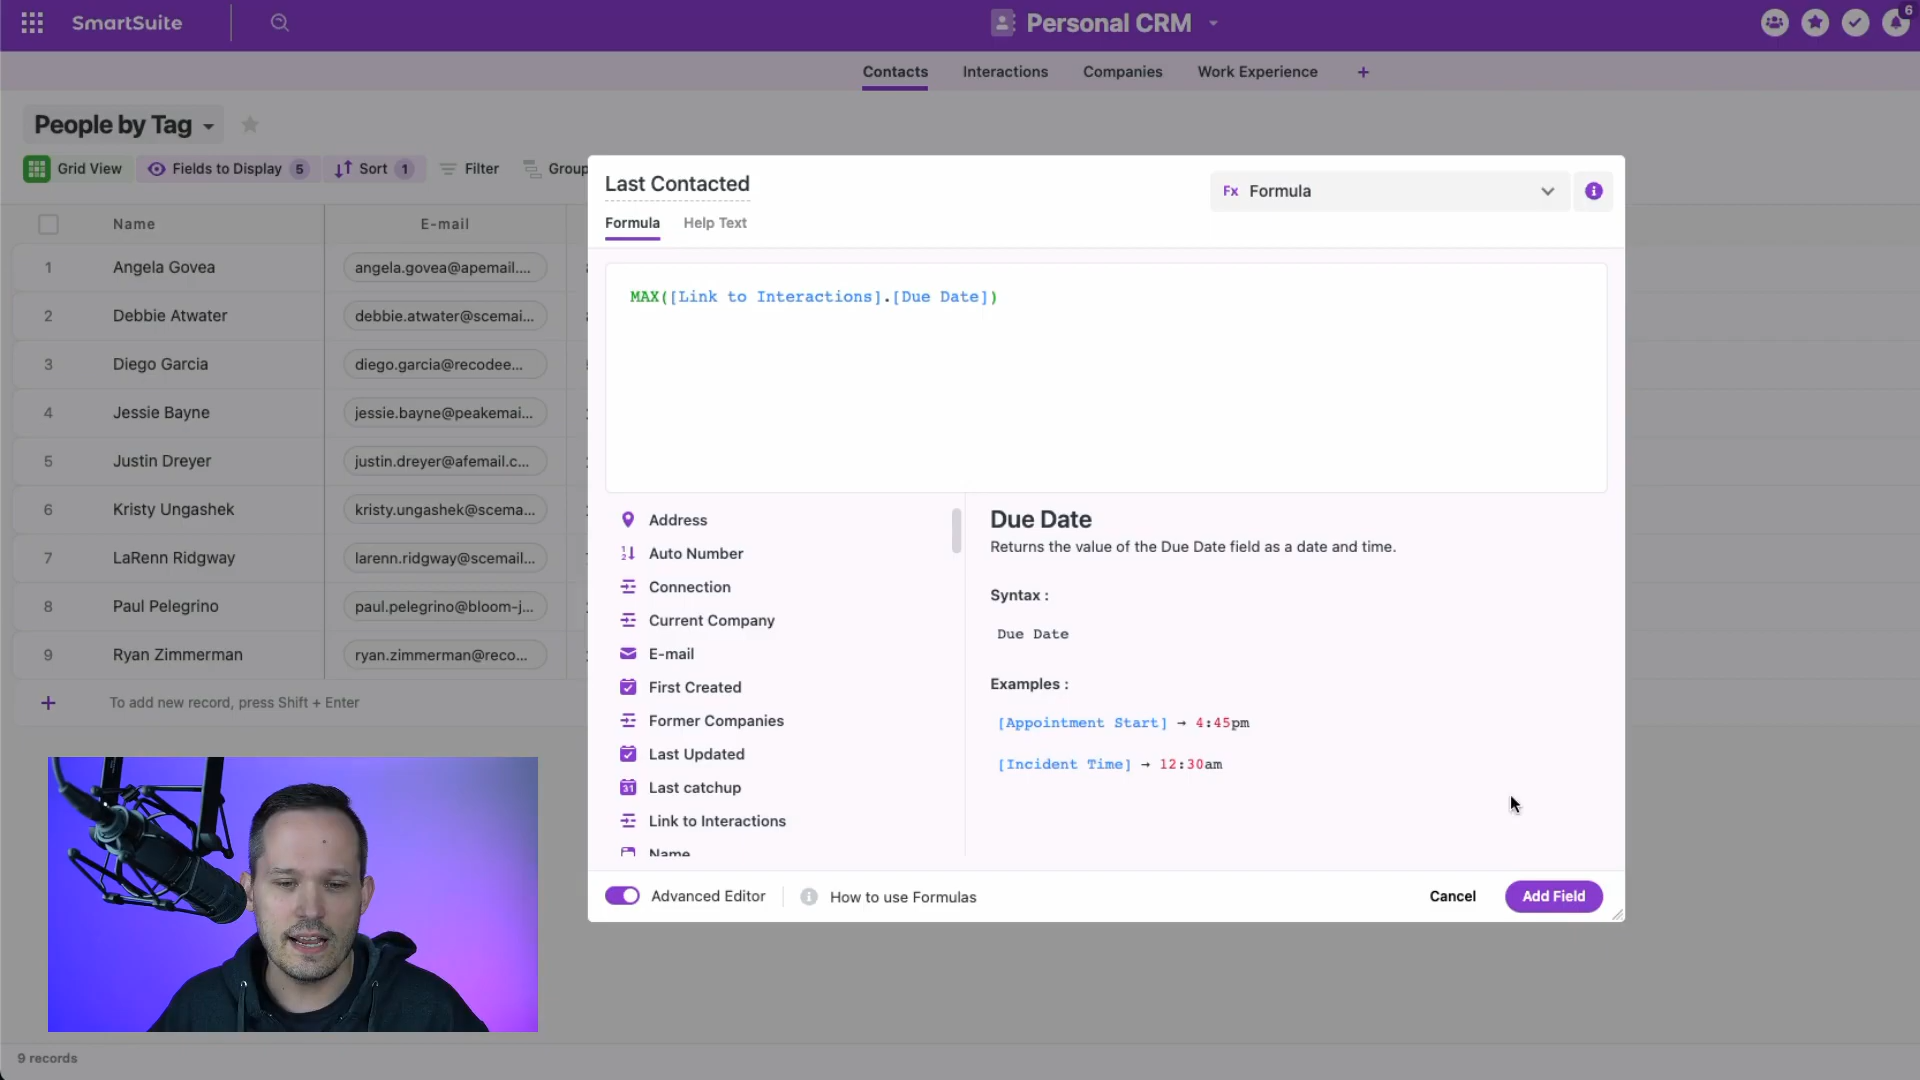 SmartSuite
Personal CRM
6
Contacts
Interactions
Companies
Work Experience
+
People by Tag
Grid View
Fields to Display 5
Sort 1
Filter
Group
Name
E-mail
1 Angela Govea angela.govea@apemail....
2 Debbie Atwater debbie.atwater@scemai...
3 Diego Garcia diego.garcia@recodee...
4 Jessie Bayne jessie.bayne@peakemai...
5 Justin Dreyer justin.dreyer@afemail.c...
6 Kristy Ungashek kristy.ungashek@scema...
7 LaRenn Ridgway larenn.ridgway@scemail...
8 Paul Pelegrino paul.pelegrino@bloom-j...
9 Ryan Zimmerman ryan.zimmerman@reco...
+ To add new record, press Shift + Enter
9 records
Last Contacted
Fx Formula
Formula
Help Text
MAX([Link to Interactions].[Due Date])
Address
Auto Number
Connection
Current Company
E-mail
First Created
Former Companies
Last Updated
31 Last catchup
Link to Interactions
Name
Due Date
Returns the value of the Due Date field as a date and time.
Syntax :
Due Date
Examples :
[Appointment Start] → 4:45pm
[Incident Time] → 12:30am
Advanced Editor
How to use Formulas
Cancel
Add Field